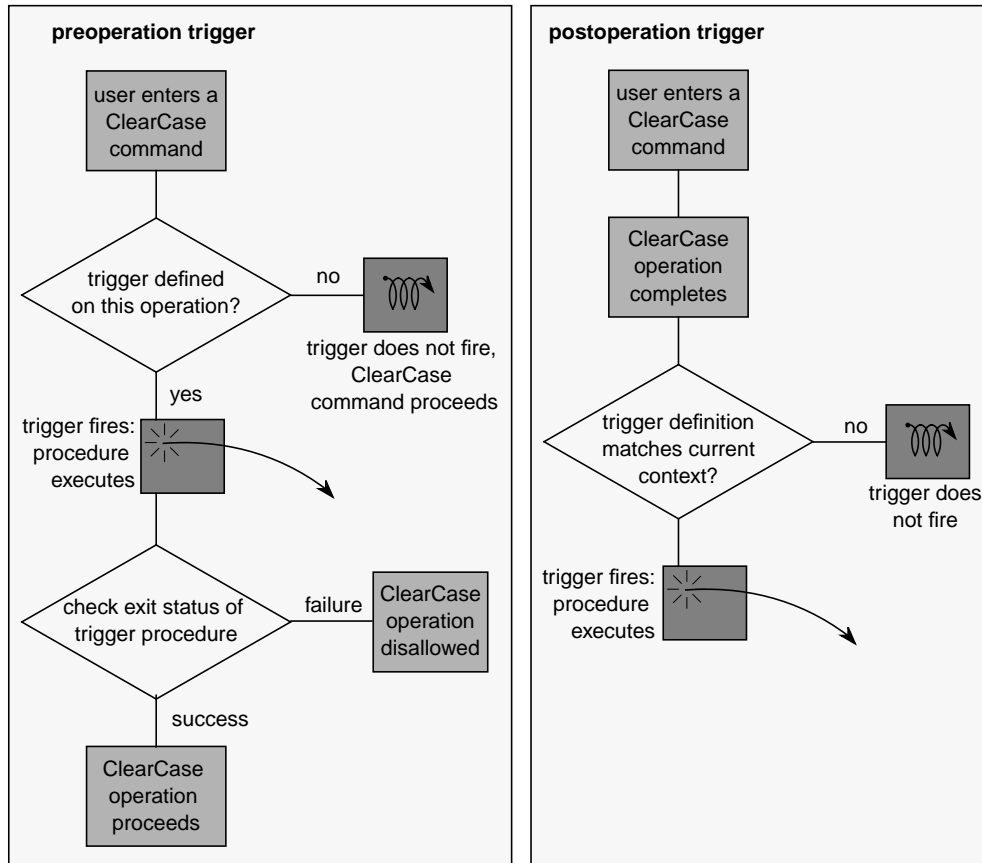 preoperation trigger
user enters a
ClearCase
command
trigger defined
on this operation?
no
trigger does not fire,
ClearCase
command proceeds
yes
trigger fires:
procedure
executes
check exit status of
trigger procedure
failure
ClearCase
operation
disallowed
success
ClearCase
operation
proceeds
postoperation trigger
user enters a
ClearCase
command
ClearCase
operation
completes
trigger definition
matches current
context?
no
trigger does
not fire
trigger fires:
procedure
executes